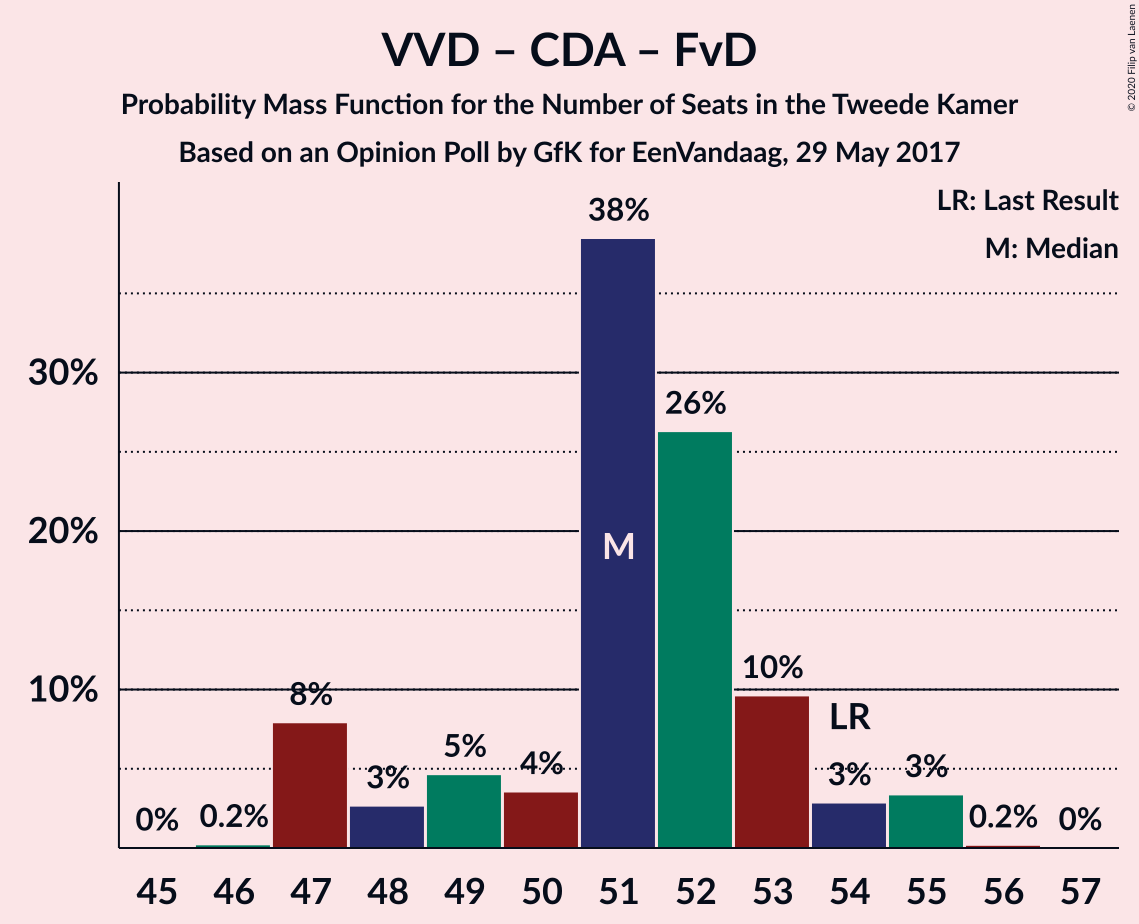 VVD – CDA – FvD
Probability Mass Function for the Number of Seats in the Tweede Kamer
Based on an Opinion Poll by GfK for EenVandaag, 29 May 2017
© 2020 Filip van Laenen
LR: Last Result
M: Median
38%
30%
26%
20%
M
10%
10%
8%
LR
5%
4%
3%
3%
3%
0%
0.2%
0.2%
0%
45 46 47 48 49 50 51 52 53 54 55 56 57